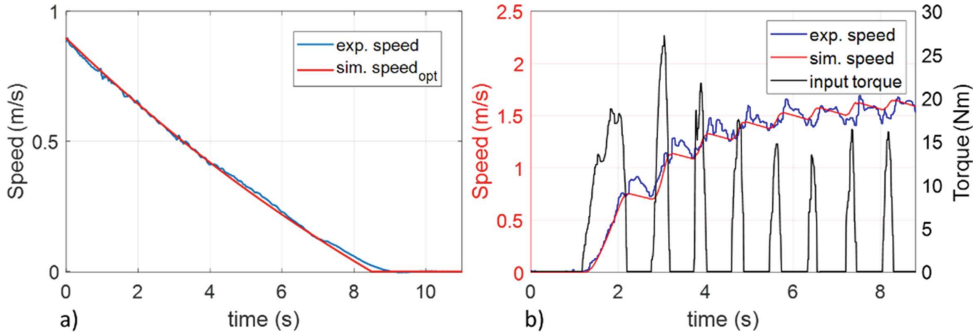 1
0.5
0
Speed (m/s)
0 2 4 6 8 10
time (s)
a)
exp. speed
sim. speed opt
2.5
2
1.5
1
0.5
0
Speed (m/s)
0 2 4 6 8
time (s)
b)
exp. speed
sim. speed
input torque
30
25
20
15
10
5
0
Torque (Nm)